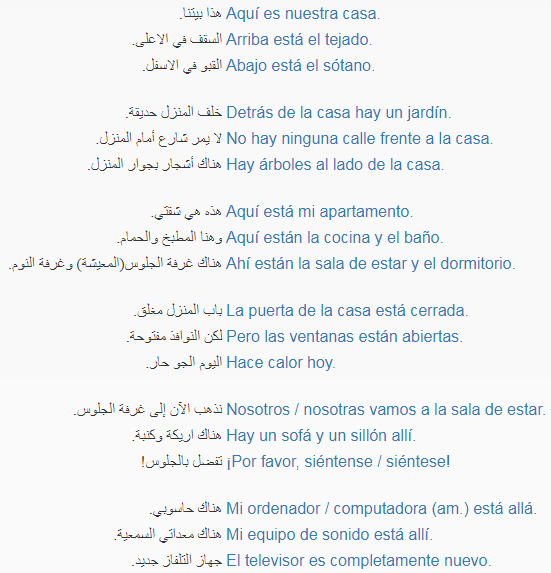 هذا بيتنا. Aquí es nuestra casa.
السقف في الاعلى. Arriba está el tejado.
القبو في الاسفل. Abajo está el sótano.
خلف المنزل حديقة. Detrás de la casa hay un jardín.
لا يمر شارع أمام المنزل. No hay ninguna calle frente a la casa.
هناك أشجار بجوار المنزل. Hay árboles al lado de la casa.
هذه هي شقتي. Aquí está mi apartamento.
وهنا المطبخ والحمام. Aquí están la cocina y el baño.
هناك غرفة الجلوس(المعيشة) وغرفة النوم. Ahí están la sala de estar y el dormitorio.
باب المنزل مغلق. La puerta de la casa está cerrada.
لكن النوافذ مفتوحة. Pero las ventanas están abiertas.
اليوم الجو حار. Hace calor hoy.
نذهب الآن إلى غرفة الجلوس. Nosotros / nosotras vamos a la sala de estar.
هناك اريكة وكنبة. Hay un sofá y un sillón allí.
تفضل بالجلوس! ¡Por favor, siéntense / siéntese!
هناك حاسوبي. Mi ordenador / computadora (am.) está allá.
هناك معداتي السمعية. Mi equipo de sonido está allí.
جهاز التلفاز جديد. El televisor es completamente nuevo.